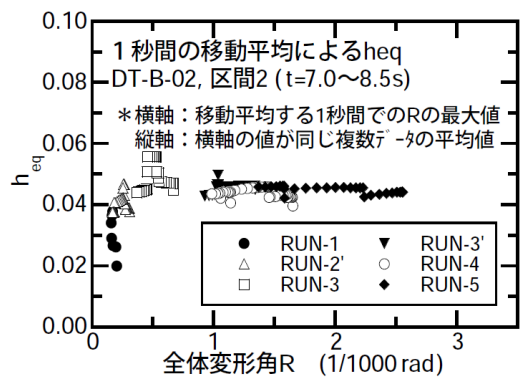 0.10
1秒間の移動平均によるheq
DT-B-02, 区間2 ( t=7.0～8.5s)
0.08
＊横軸：移動平均する1秒間でのRの最大値
縦軸：横軸の値が同じ複数ﾃﾞｰﾀの平均値
0.06
heq
0.04
RUN-1 RUN-3'
RUN-2' RUN-4
RUN-3 RUN-5
0.02
0.00
0 1 2 3
全体変形角R (1/1000 rad)